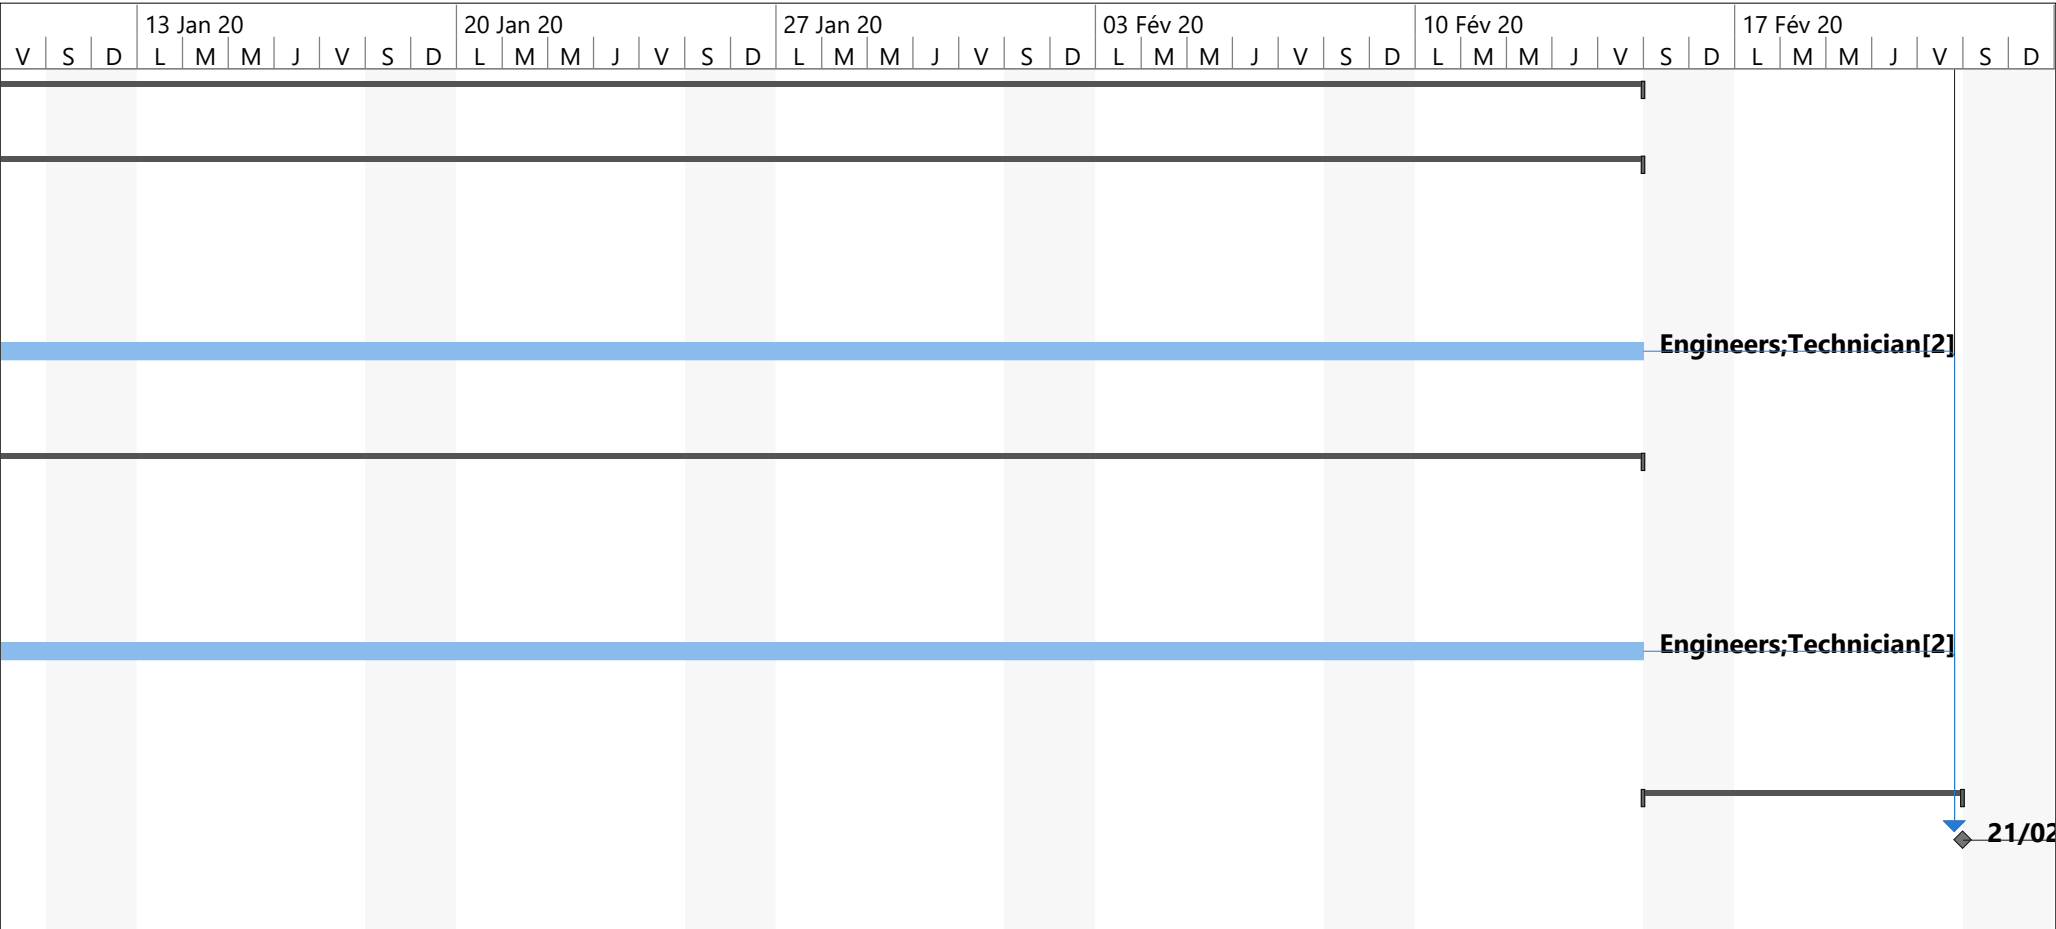 13 Jan 20 20 Jan 20 27 Jan 20 03 Fév 20 10 Fév 20 17 Fév 20
V S D L M M J V S D L M M J V S D L M M J V S D L M M J V S D L M M J V S D L M M J V S D
Engineers;Technician[2]
Engineers;Technician[2]
21/02